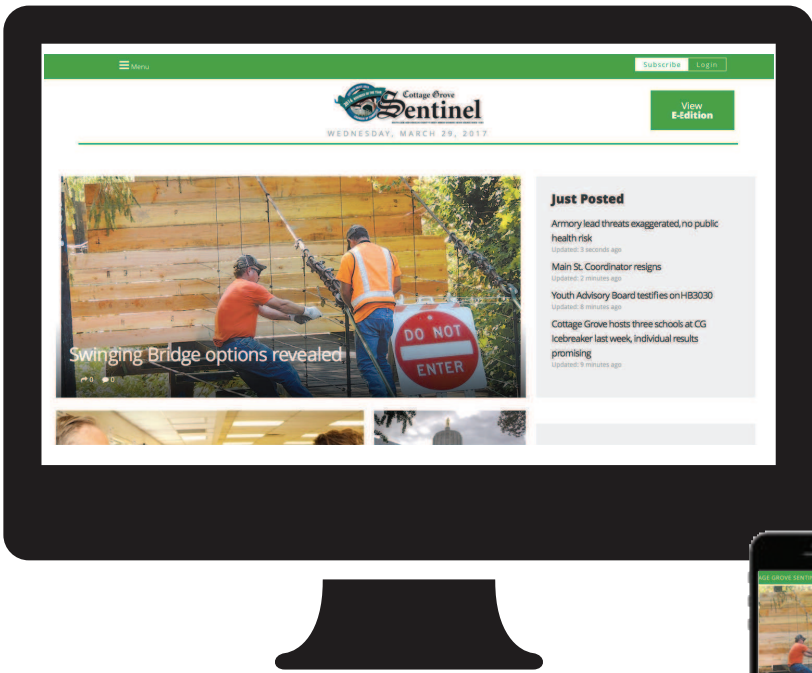 Menu
Subscribe Login
Cottage Grove
Sentinel
WEDNESDAY, MARCH 29, 2017
View
E-Edition
Swinging Bridge options revealed
0 0
DO NOT
ENTER
Just Posted
Armory lead threats exaggerated, no public
health risk
Updated: 3 seconds ago
Main St. Coordinator resigns
Updated: 2 minutes ago
Youth Advisory Board testifies on HB3030
Updated: 8 minutes ago
Cottage Grove hosts three schools at CG
Icebreaker last week, individual results
promising
Updated: 9 minutes ago
GROVE